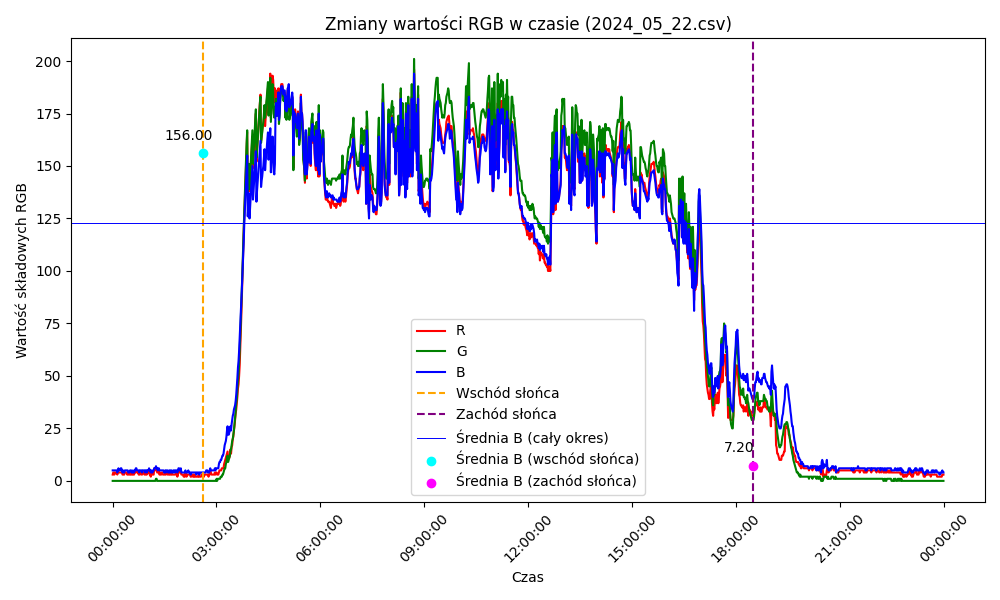 Zmiany wartości RGB w czasie (2024_05_22.csv)
Wartość składowych RGB
200
175
150
125
100
75
50
25
0
156.00
7.20
R
G
B
Wschód słońca
Zachód słońca
Średnia B (cały okres)
Średnia B (wschód słońca)
Średnia B (zachód słońca)
00:00:00
03:00:00
06:00:00
09:00:00
12:00:00
15:00:00
18:00:00
21:00:00
00:00:00
Czas